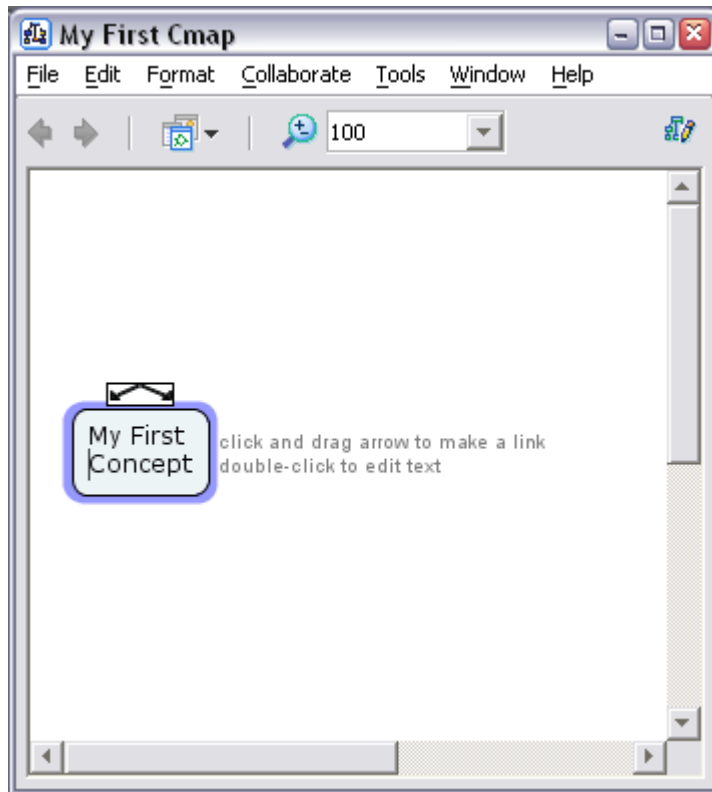 My First Cmap
File Edit Format Collaborate Tools Window Help
100
My First
Concept
click and drag arrow to make a link
double-click to edit text